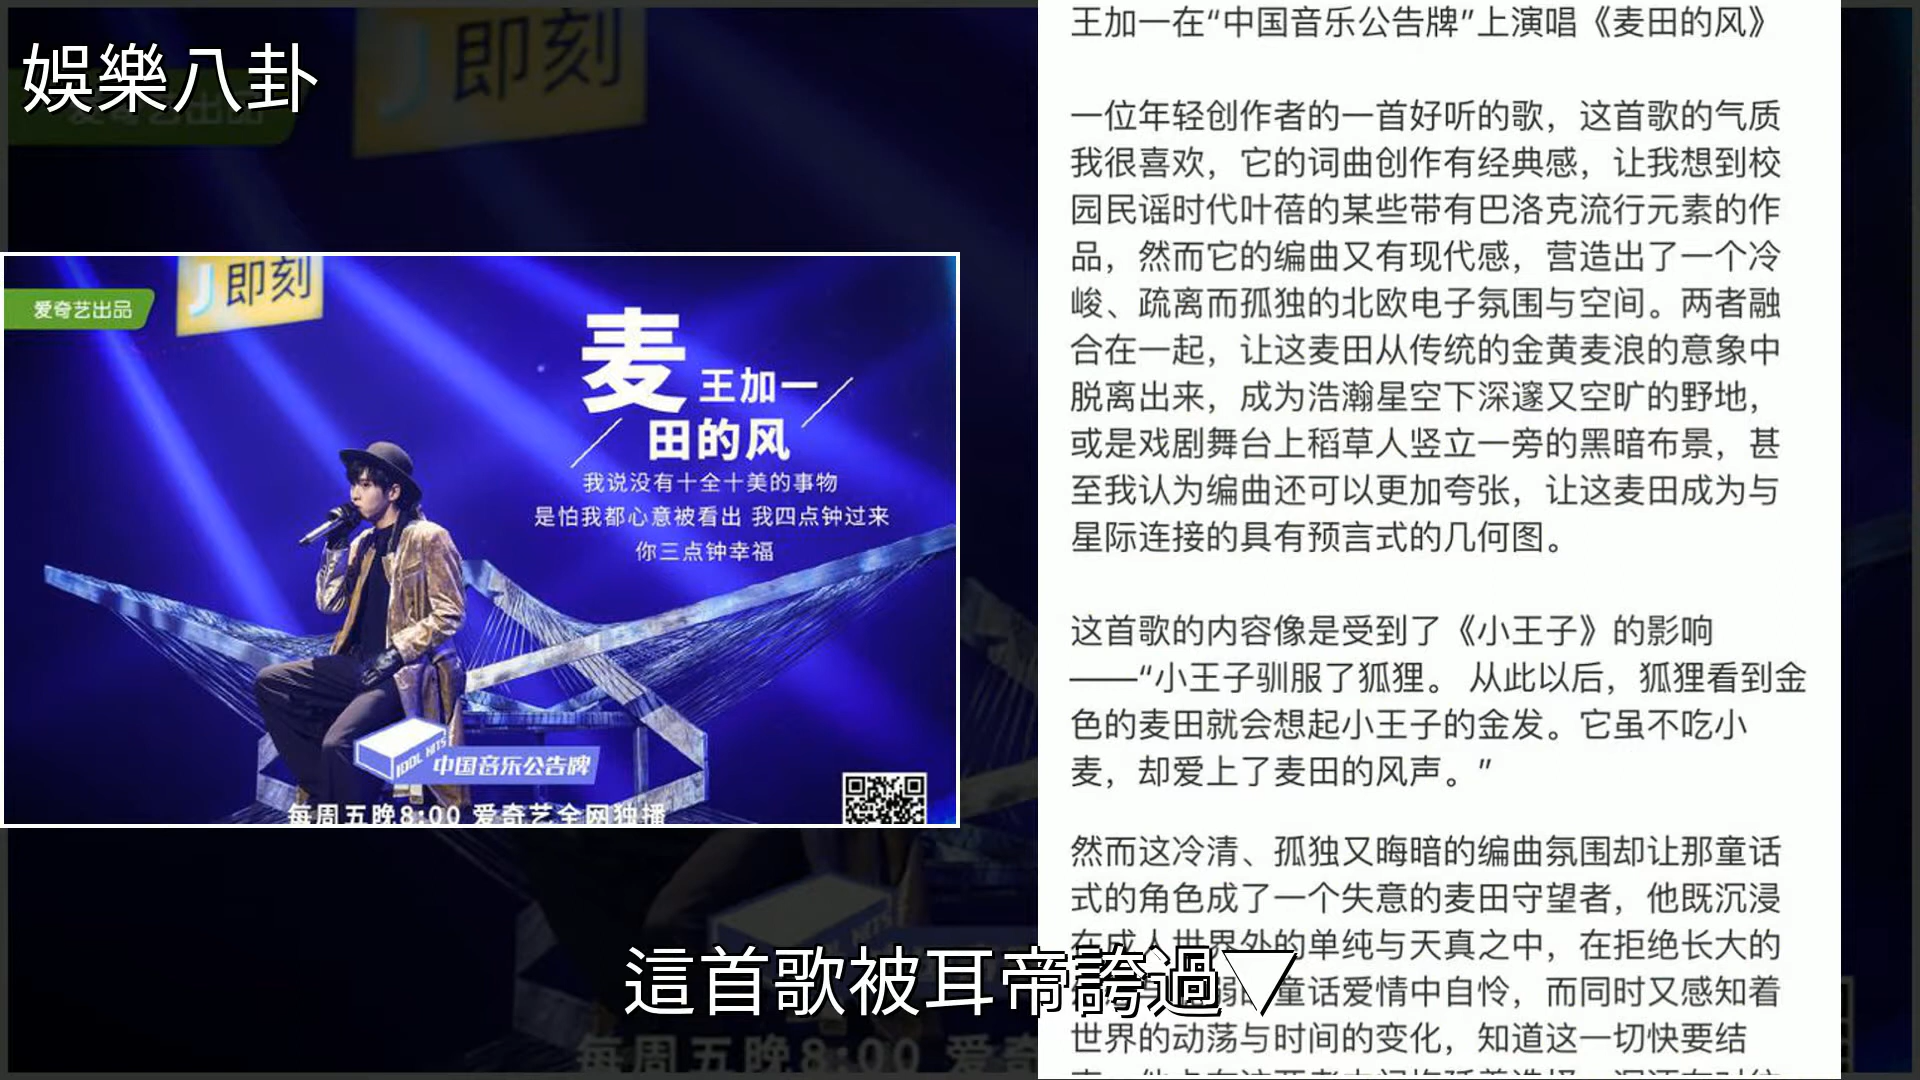 娛樂八卦
即刻
爱奇艺出品
即刻
爱奇艺出品
麦
王加一
田的风
我说没有十全十美的事物
是怕我都心意被看出 我四点钟过来
你三点钟幸福
IDOL HITS
中国音乐公告牌
每周五晚8:00 爱奇艺全网独播
王加一在“中国音乐公告牌”上演唱《麦田的风》
一位年轻创作者的一首好听的歌，这首歌的气质
我很喜欢，它的词曲创作有经典感，让我想到校
园民谣时代叶蓓的某些带有巴洛克流行元素的作
品，然而它的编曲又有现代感，营造出了一个冷
峻、疏离而孤独的北欧电子氛围与空间。两者融
合在一起，让这麦田从传统的金黄麦浪的意象中
脱离出来，成为浩瀚星空下深邃又空旷的野地，
或是戏剧舞台上稻草人竖立一旁的黑暗布景，甚
至我认为编曲还可以更加夸张，让这麦田成为与
星际连接的具有预言式的几何图。
这首歌的内容像是受到了《小王子》的影响
——“小王子驯服了狐狸。 从此以后，狐狸看到金
色的麦田就会想起小王子的金发。它虽不吃小
麦，却爱上了麦田的风声。”
然而这冷清、孤独又晦暗的编曲氛围却让那童话
式的角色成了一个失意的麦田守望者，他既沉浸
在成人世界外的单纯与天真之中，在拒绝长大的
童话爱情中自怜，而同时又感知着
世界的动荡与时间的变化，知道这一切快要结
這首歌被耳帝誇過▼
每周五晚8:00 爱奇